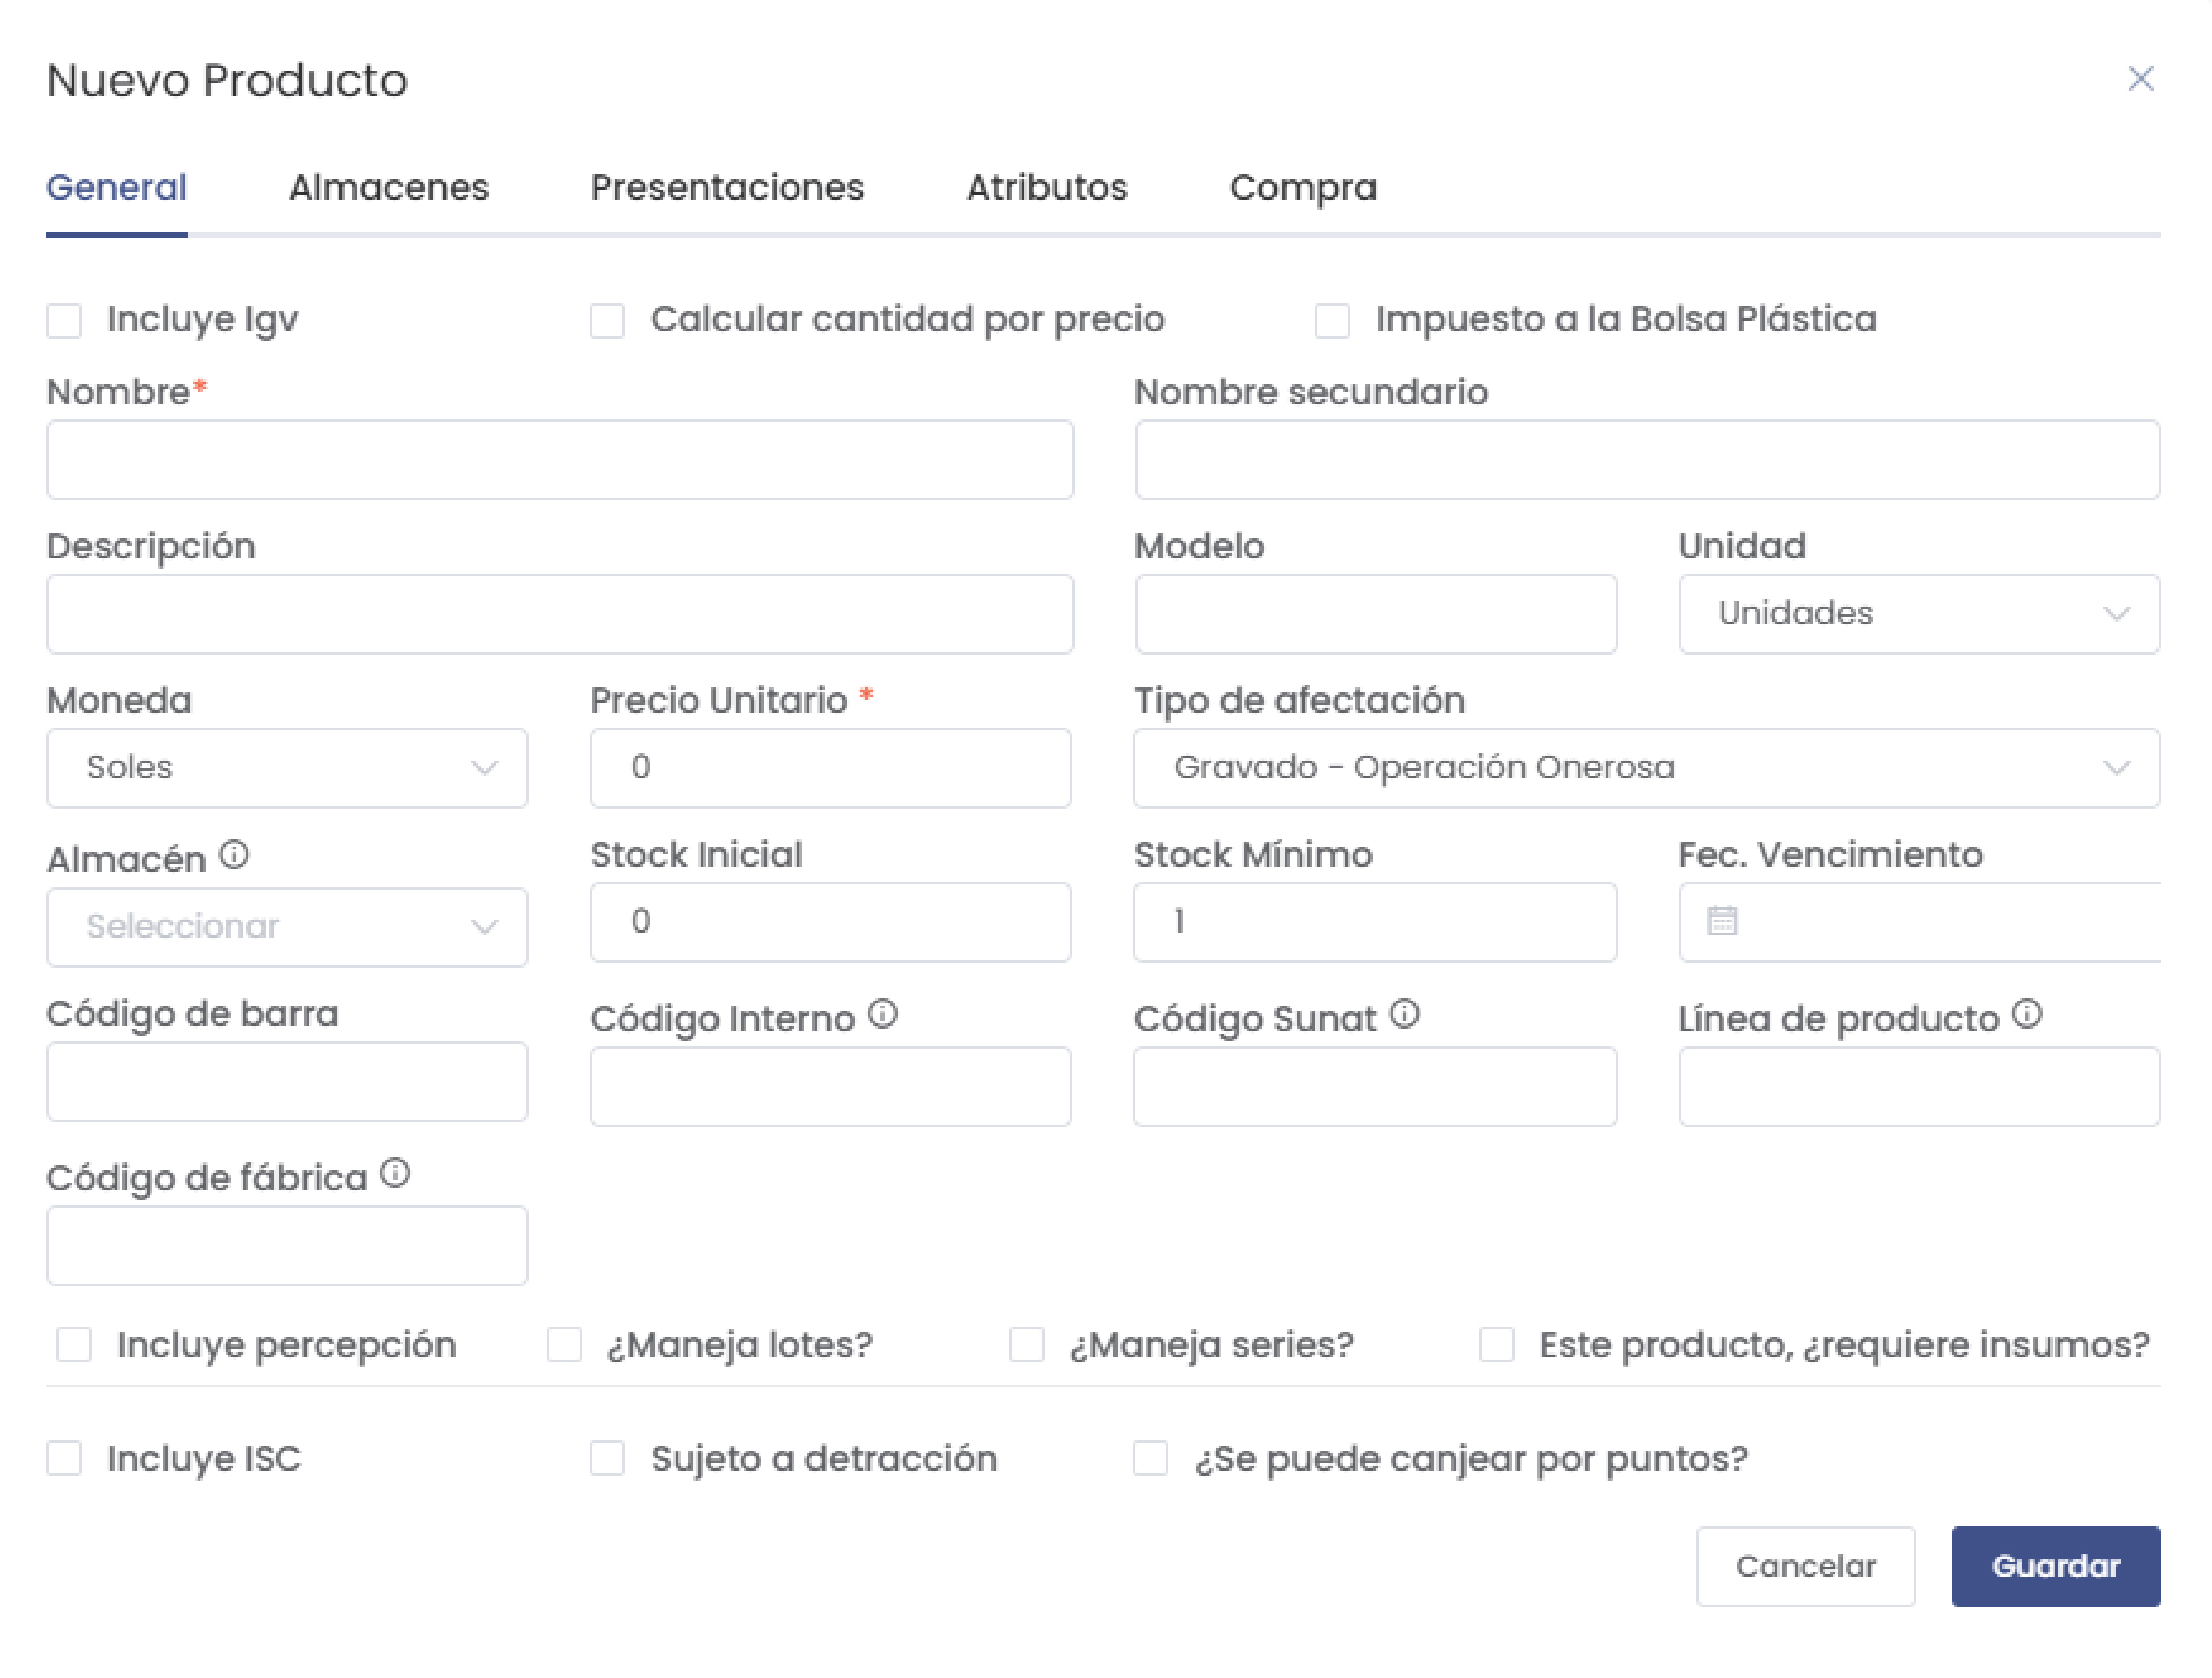 Nuevo Producto
General Almacenes Presentaciones Atributos Compra
Incluye Igv Calcular cantidad por precio Impuesto a la Bolsa Plástica
Nombre* Nombre secundario
Descripción Modelo Unidad
Unidades
Moneda Precio Unitario * Tipo de afectación
Soles 0 Gravado - Operación Onerosa
Almacén Stock Inicial Stock Mínimo Fec. Vencimiento
Seleccionar 0 1
Código de barra Código Interno Código Sunat Línea de producto
Código de fábrica
Incluye percepción ¿Maneja lotes? ¿Maneja series? Este producto, ¿requiere insumos?
Incluye ISC Sujeto a detracción ¿Se puede canjear por puntos?
Cancelar Guardar